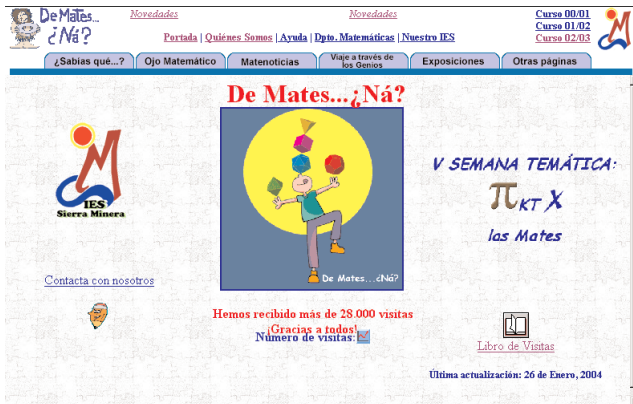 De Mates...
¿Ná?
Novedades
Novedades
Curso 00/01
Curso 01/02
Curso 02/03
Portada | Quiénes Somos | Ayuda | Dpto. Matemáticas | Nuestro IES
¿Sabias qué...?
Ojo Matemático
Matenoticias
Viaje a través de
los Genios
Exposiciones
Otras páginas
De Mates...¿Ná?
IES
Sierra Minera
V SEMANA TEMÁTICA:
π KT X
las Mates
De Mates...¿Ná?
Contacta con nosotros
Hemos recibido más de 28.000 visitas
¡Gracias a todos!
Número de visitas:
Libro de Visitas
Última actualización: 26 de Enero, 2004